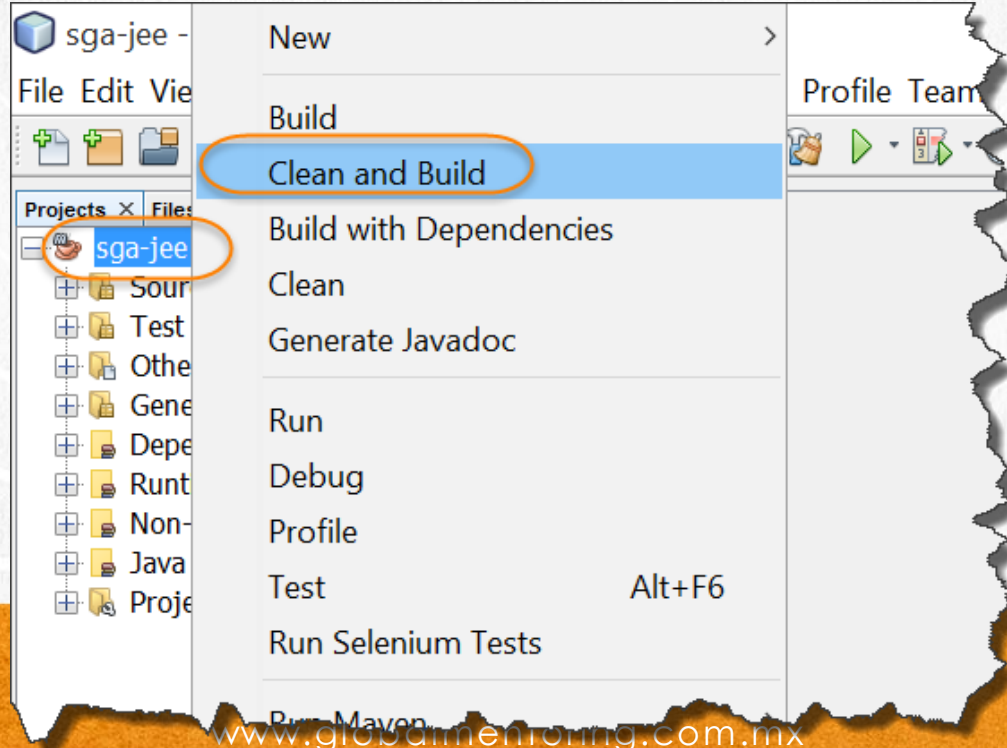 sga-jee -
File Edit Vie
Profile Team
Projects × Files
sga-jee
Sour
Test
Othe
Gene
Depe
Runt
Non-
Java
Proje
New
Build
Clean and Build
Build with Dependencies
Clean
Generate Javadoc
Run
Debug
Profile
Test Alt+F6
Run Selenium Tests
Run Maven
www.globalmentoring.com.mx